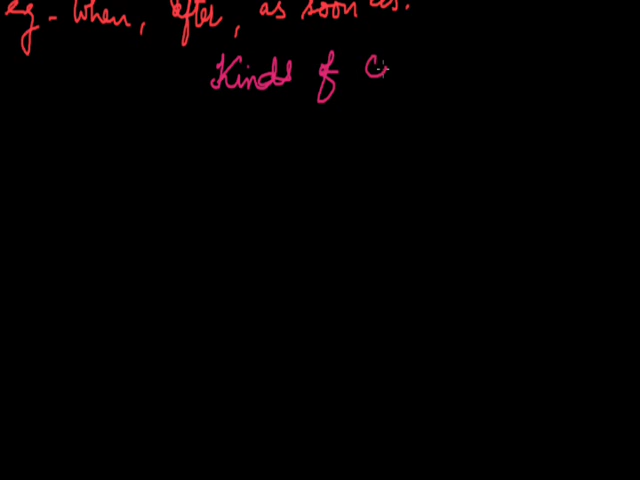 eg - When, after, as soon as.
Kinds of C